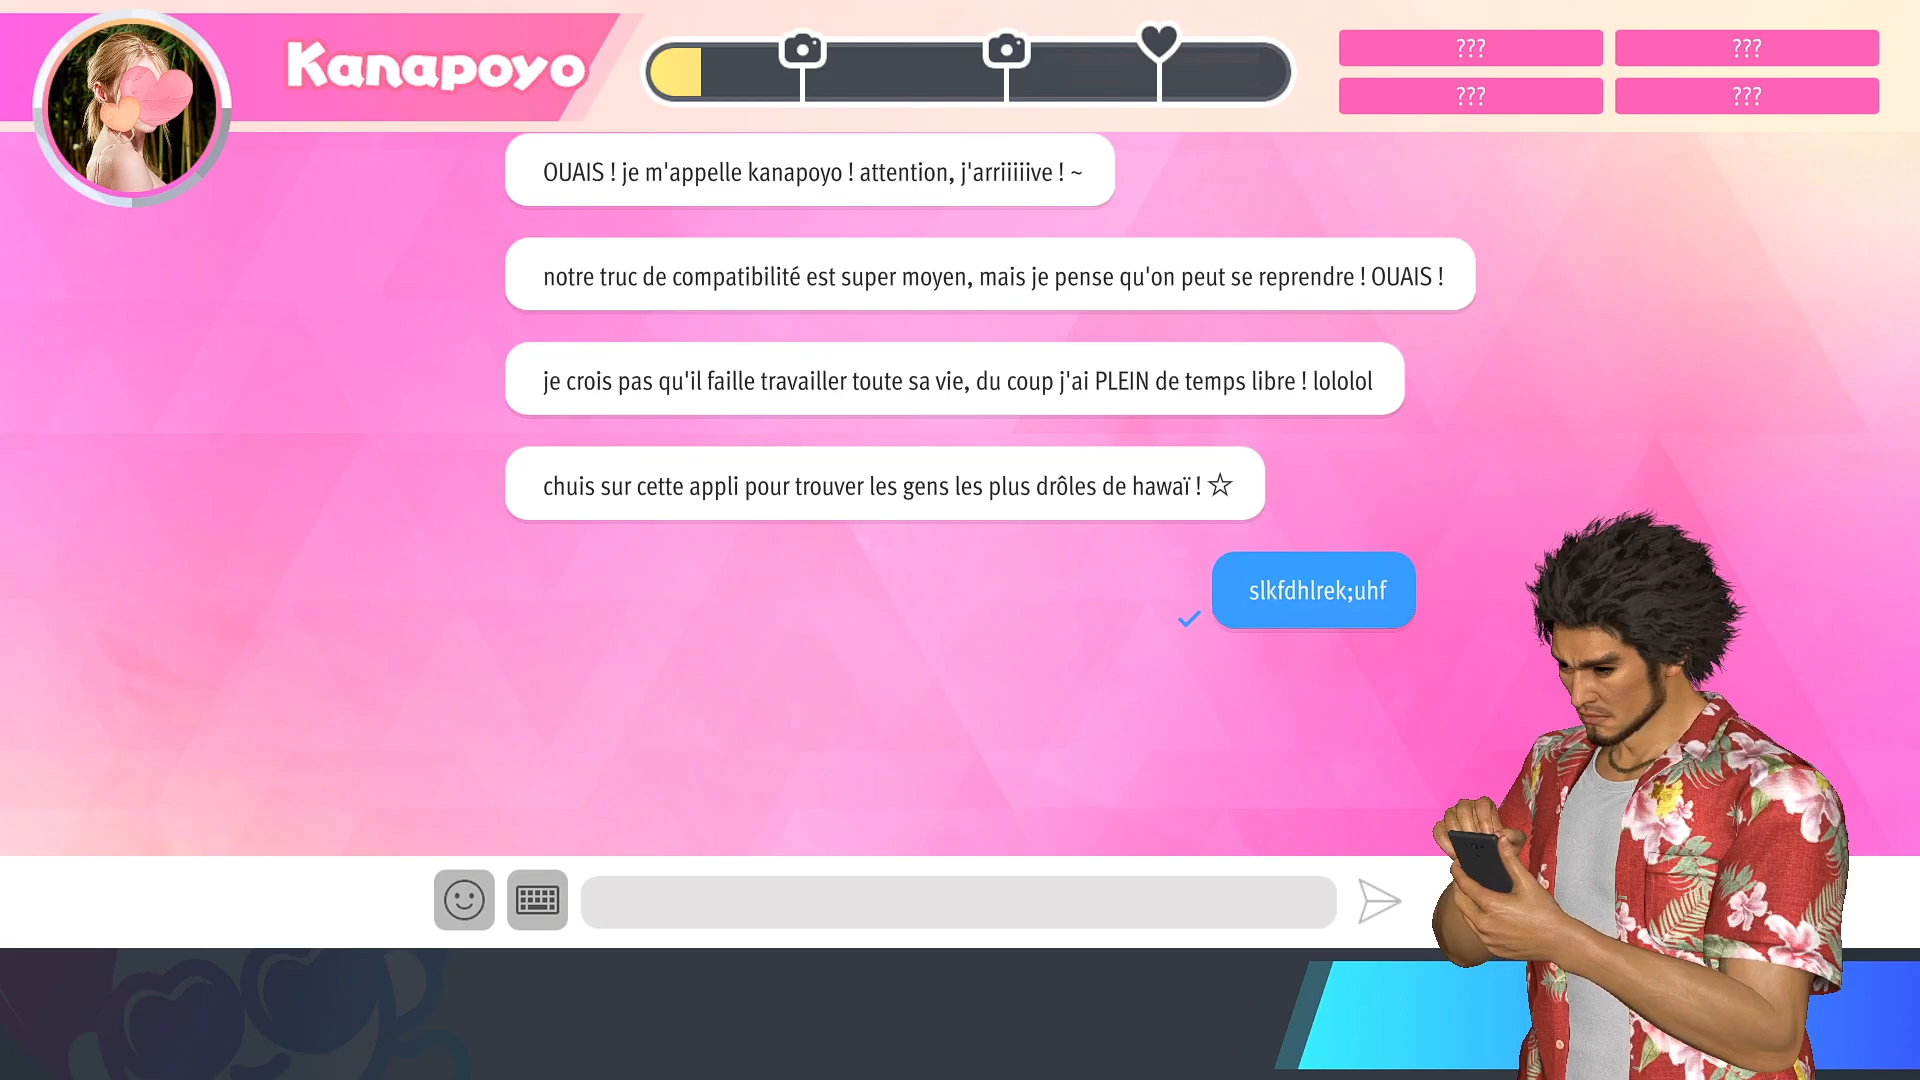 Kanapoyo
???
???
???
???
OUAIS ! je m'appelle kanapoyo ! attention, j'arriiiiive ! ~
notre truc de compatibilité est super moyen, mais je pense qu'on peut se reprendre ! OUAIS !
je crois pas qu'il faille travailler toute sa vie, du coup j'ai PLEIN de temps libre ! lololol
chuis sur cette appli pour trouver les gens les plus drôles de hawaï ! ☆
slkfdhlrek;uhf